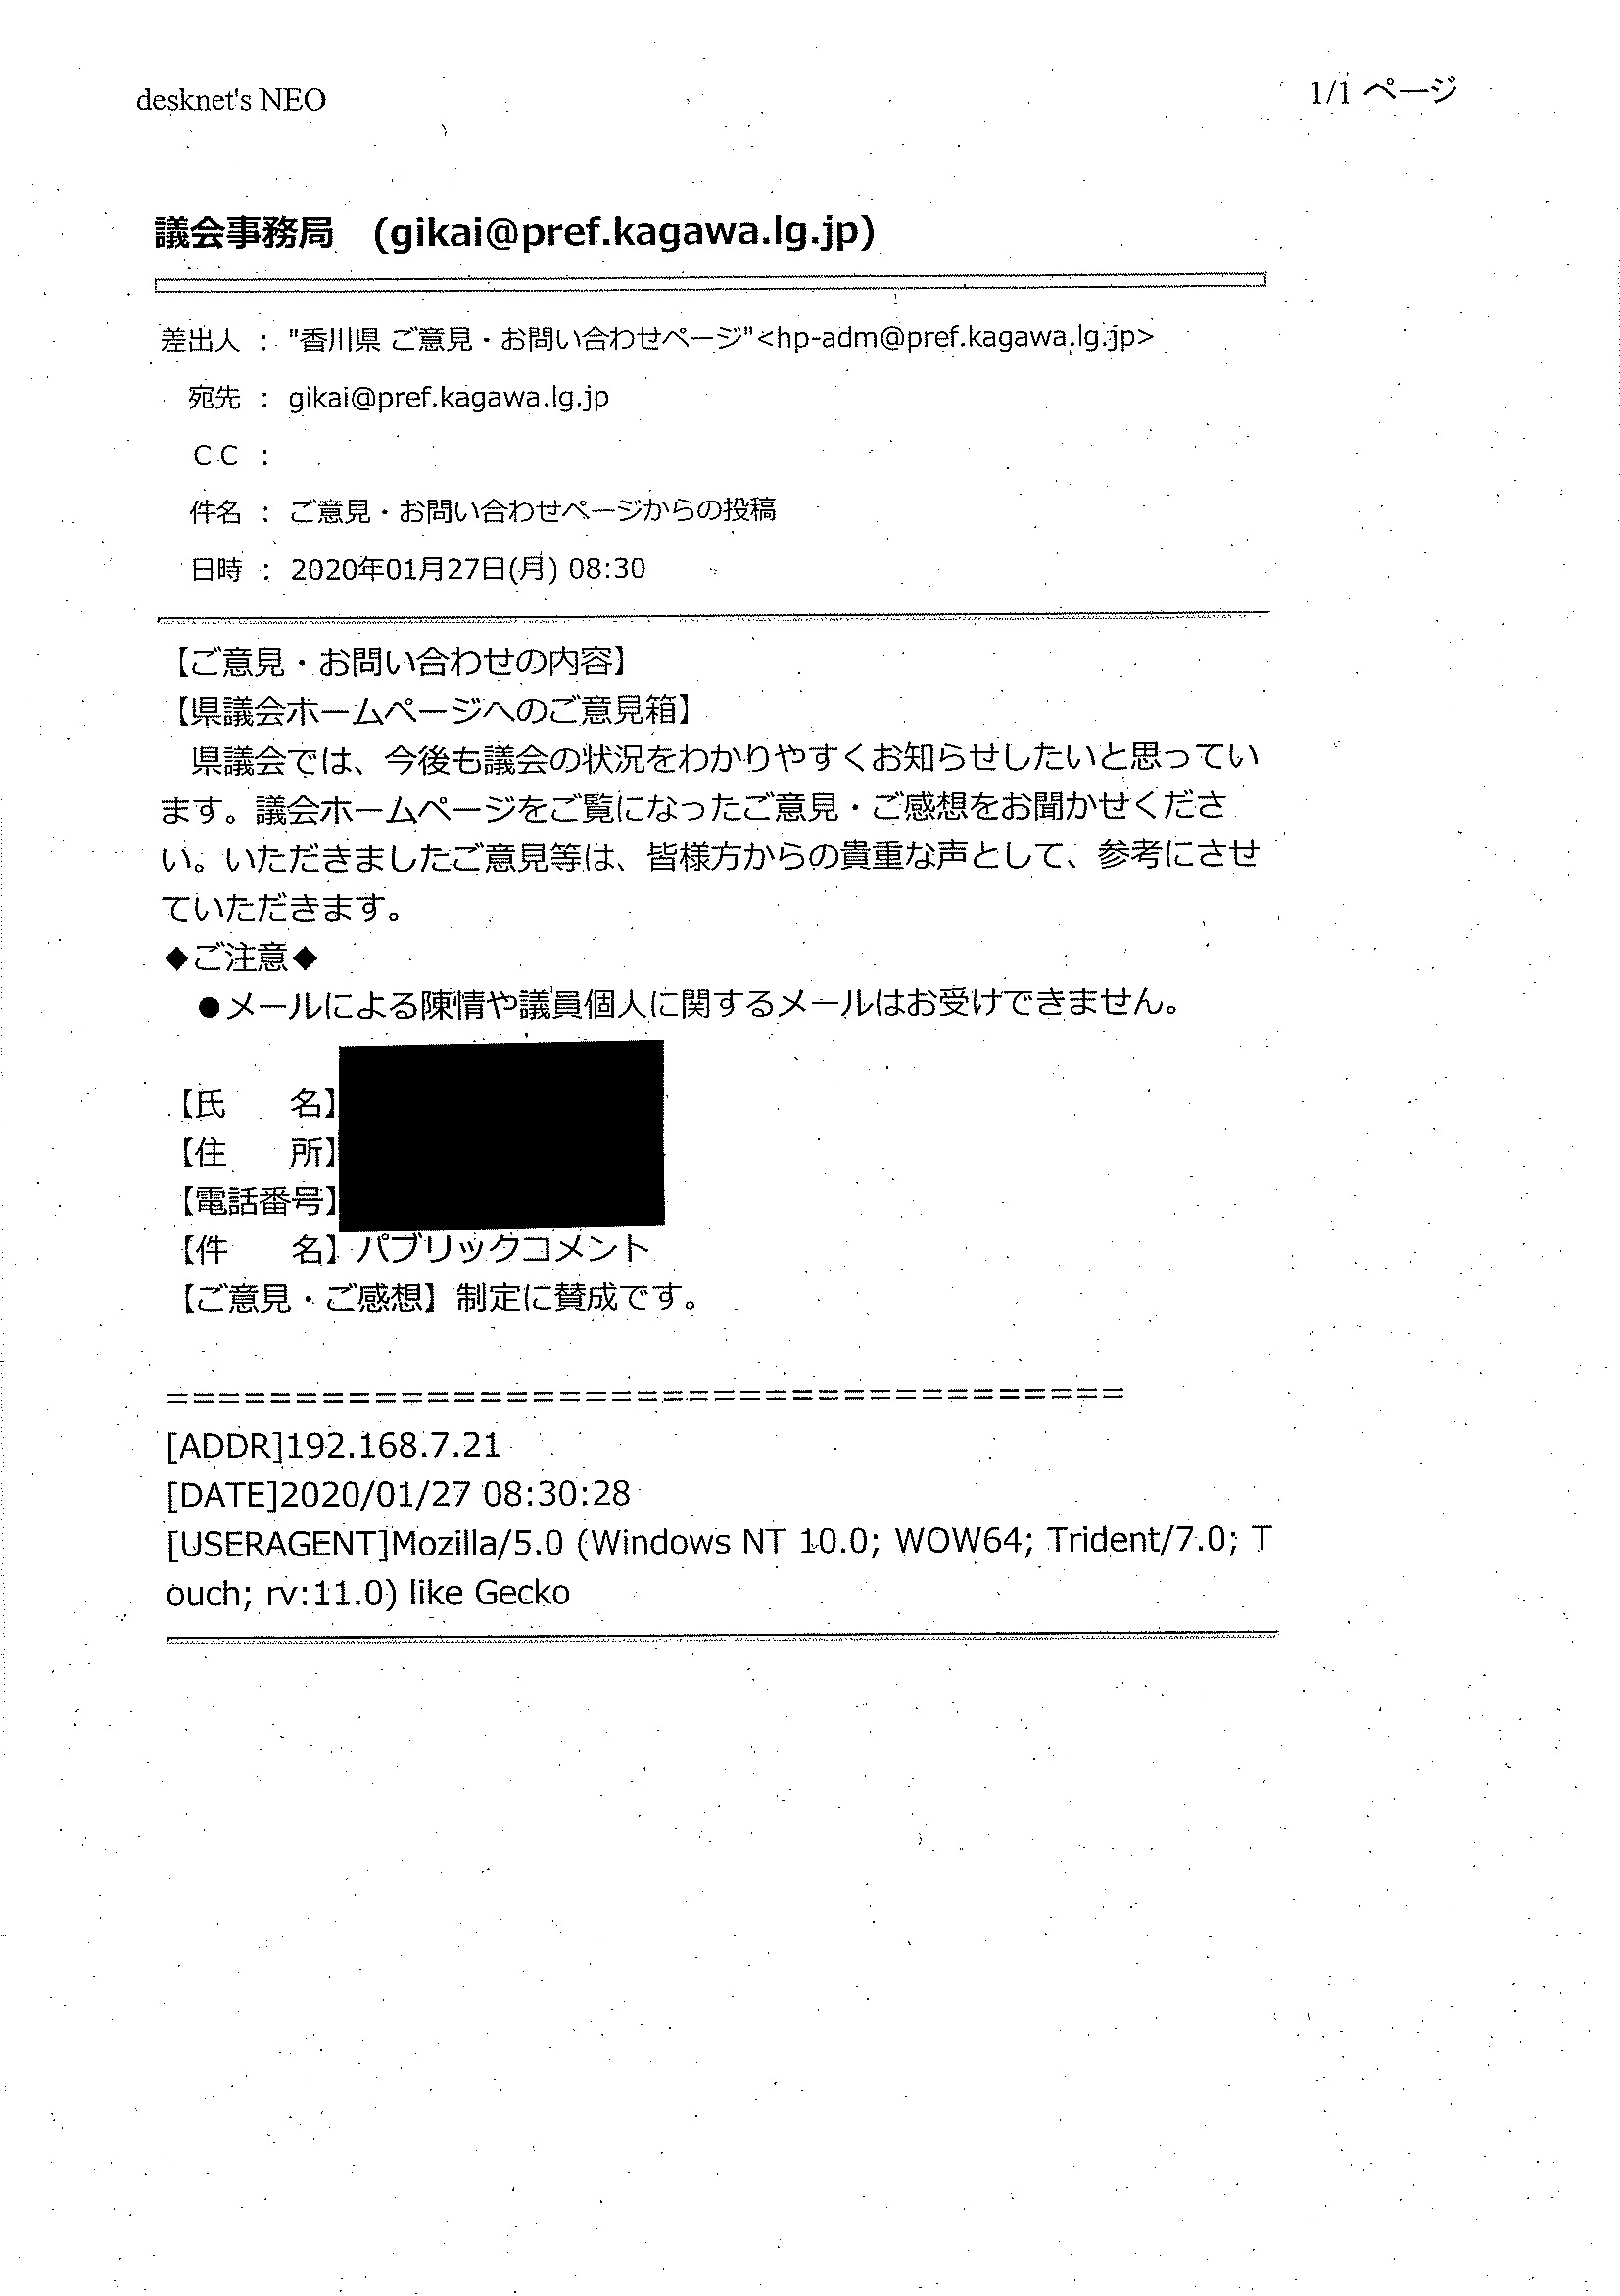 desknet's NEO
1/1 ページ
議会事務局 (gikai@pref.kagawa.lg.jp)
差出人 : "香川県 ご意見・お問い合わせページ"<hp-adm@pref.kagawa.lg.jp>
宛先 : gikai@pref.kagawa.lg.jp
CC :
件名 : ご意見・お問い合わせページからの投稿
日時 : 2020年01月27日(月) 08:30
【ご意見・お問い合わせの内容】
【県議会ホームページへのご意見箱】
　県議会では、今後も議会の状況をわかりやすくお知らせしたいと思ってい
ます。議会ホームページをご覧になったご意見・ご感想をお聞かせくださ
い。いただきましたご意見等は、皆様方からの貴重な声として、参考にさせ
ていただきます。
◆ご注意◆
　●メールによる陳情や議員個人に関するメールはお受けできません。
【氏　　名】
【住　　所】
【電話番号】
【件　　名】パブリックコメント
【ご意見・ご感想】制定に賛成です。
=====================================
[ADDR]192.168.7.21
[DATE]2020/01/27 08:30:28
[USERAGENT]Mozilla/5.0 (Windows NT 10.0; WOW64; Trident/7.0; T
ouch; rv:11.0) like Gecko